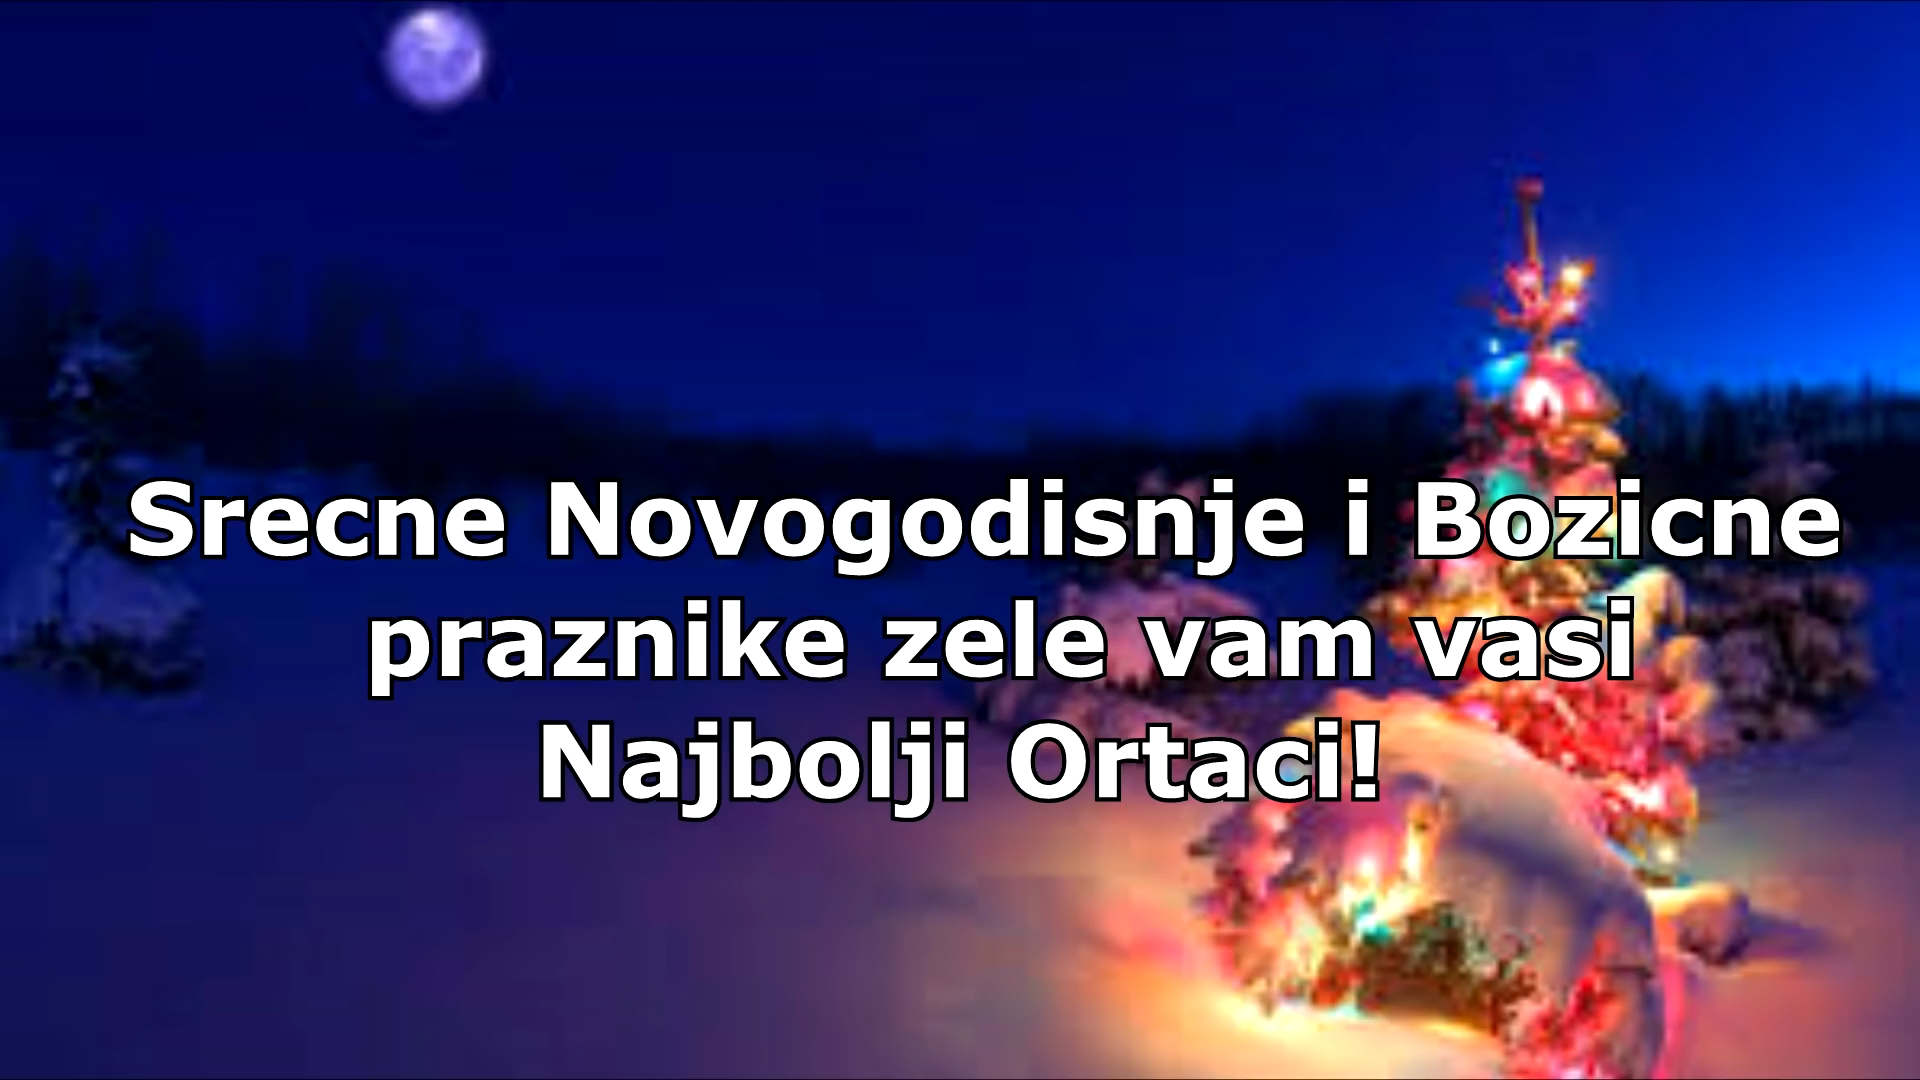 Srecne Novogodisnje i Bozicne
praznike zele vam vasi
Najbolji Ortaci!